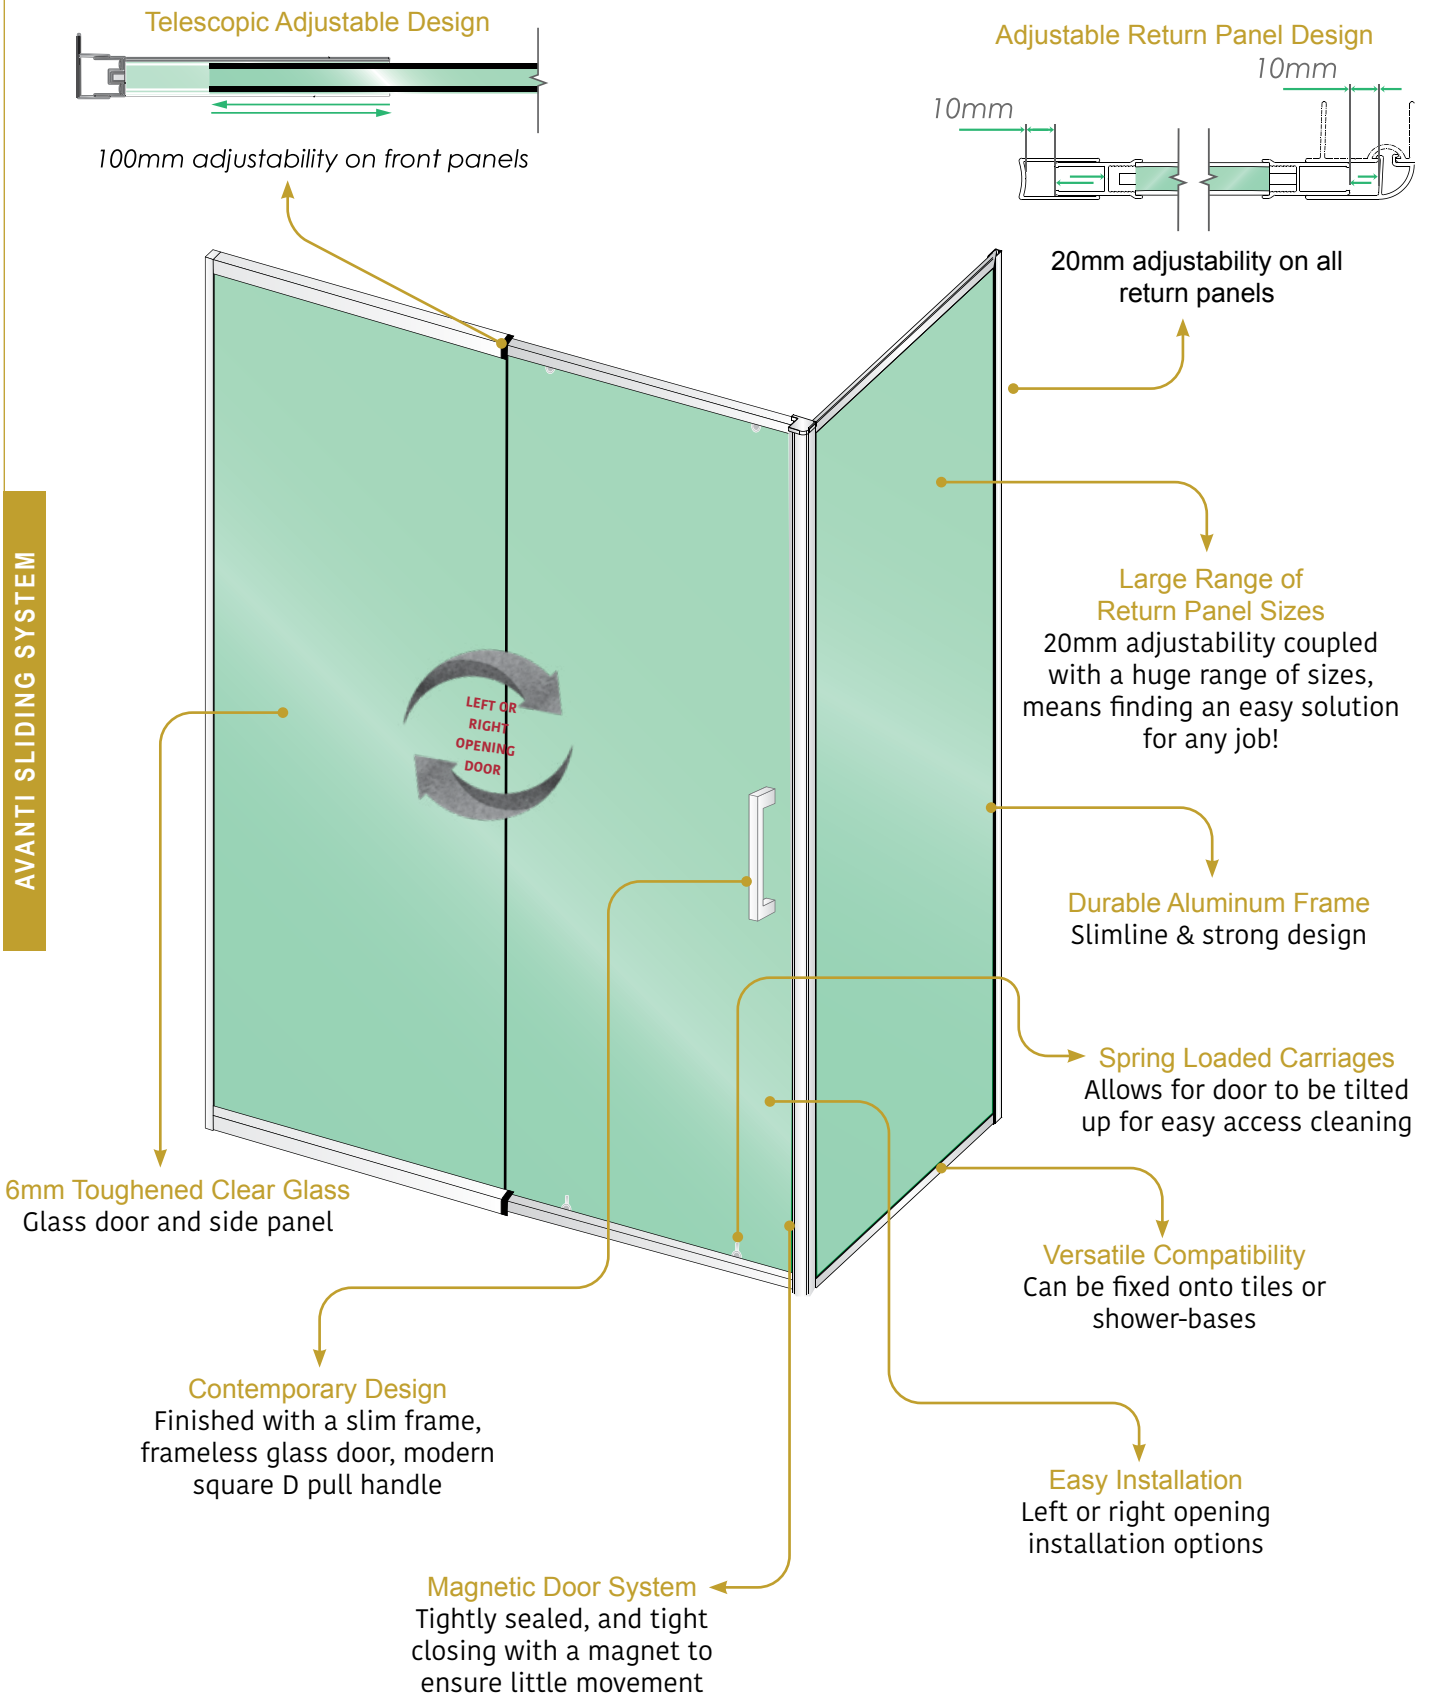 Telescopic Adjustable Design
100mm adjustability on front panels
Adjustable Return Panel Design
10mm
10mm
20mm adjustability on all
return panels
AVANTI SLIDING SYSTEM
LEFT OR
RIGHT
OPENING
DOOR
Large Range of
Return Panel Sizes
20mm adjustability coupled
with a huge range of sizes,
means finding an easy solution
for any job!
Durable Aluminum Frame
Slimline & strong design
Spring Loaded Carriages
Allows for door to be tilted
up for easy access cleaning
6mm Toughened Clear Glass
Glass door and side panel
Versatile Compatibility
Can be fixed onto tiles or
shower-bases
Contemporary Design
Finished with a slim frame,
frameless glass door, modern
square D pull handle
Easy Installation
Left or right opening
installation options
Magnetic Door System
Tightly sealed, and tight
closing with a magnet to
ensure little movement